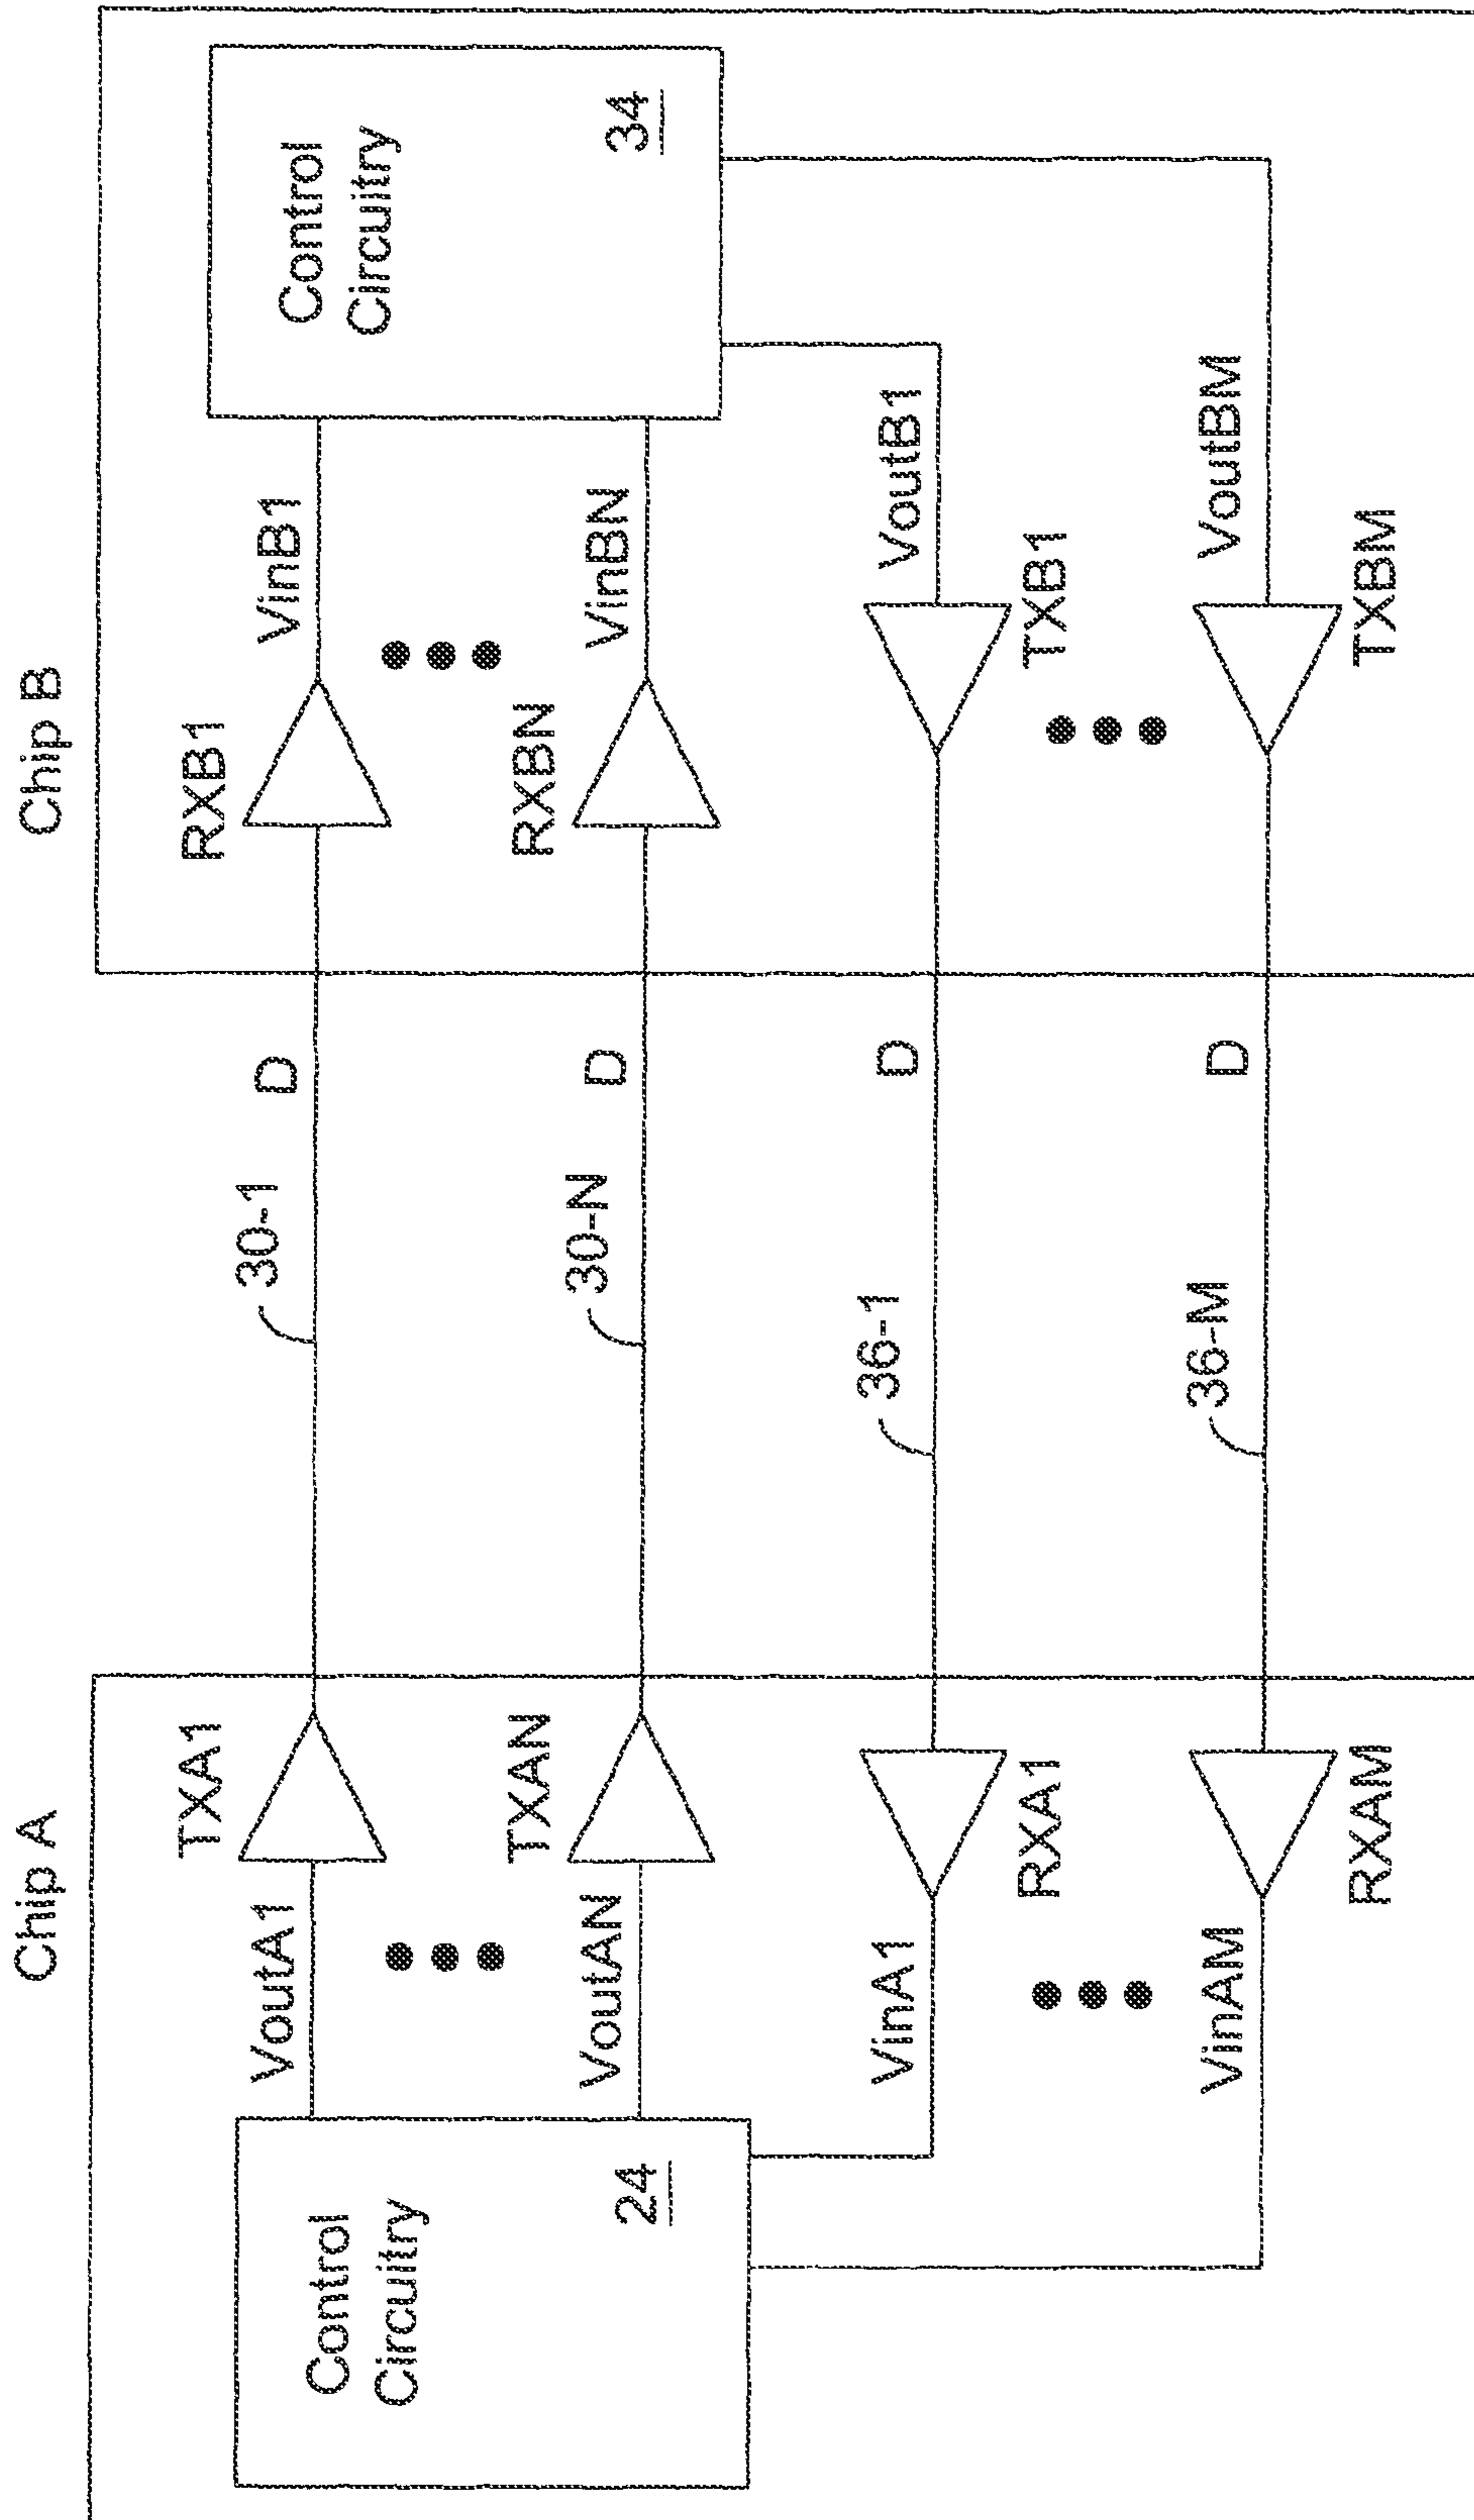 Chip A
Chip B
Control
Circuitry
24
VoutA1
TXA1
30-1
D
RXB1
VinB1
Control
Circuitry
34
VoutAN
TXAN
30-N
D
RXBN
VinBN
VinA1
RXA1
36-1
D
TXB1
VoutB1
VinAM
RXAM
36-M
D
TXBM
VoutBM